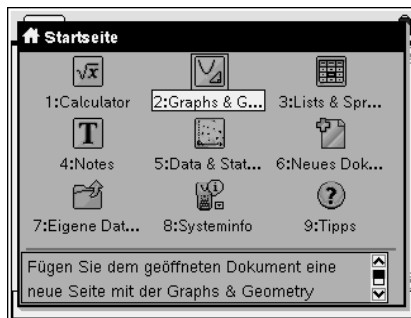 Startseite
1:Calculator 2:Graphs & G... 3:Lists & Spr...
4:Notes 5:Data & Stat... 6:Neues Dok...
7:Eigene Dat... 8:Systeminfo 9:Tipps
Fügen Sie dem geöffneten Dokument eine
neue Seite mit der Graphs & Geometry